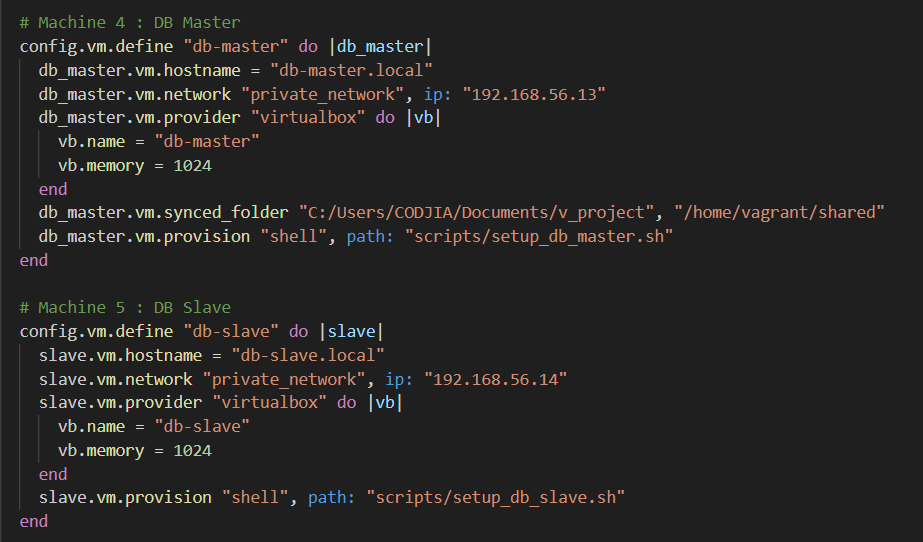 # Machine 4 : DB Master
config.vm.define "db-master" do |db_master|
  db_master.vm.hostname = "db-master.local"
  db_master.vm.network "private_network", ip: "192.168.56.13"
  db_master.vm.provider "virtualbox" do |vb|
    vb.name = "db-master"
    vb.memory = 1024
  end
  db_master.vm.synced_folder "C:/Users/CODJIA/Documents/v_project", "/home/vagrant/shared"
  db_master.vm.provision "shell", path: "scripts/setup_db_master.sh"
end

# Machine 5 : DB Slave
config.vm.define "db-slave" do |slave|
  slave.vm.hostname = "db-slave.local"
  slave.vm.network "private_network", ip: "192.168.56.14"
  slave.vm.provider "virtualbox" do |vb|
    vb.name = "db-slave"
    vb.memory = 1024
  end
  slave.vm.provision "shell", path: "scripts/setup_db_slave.sh"
end